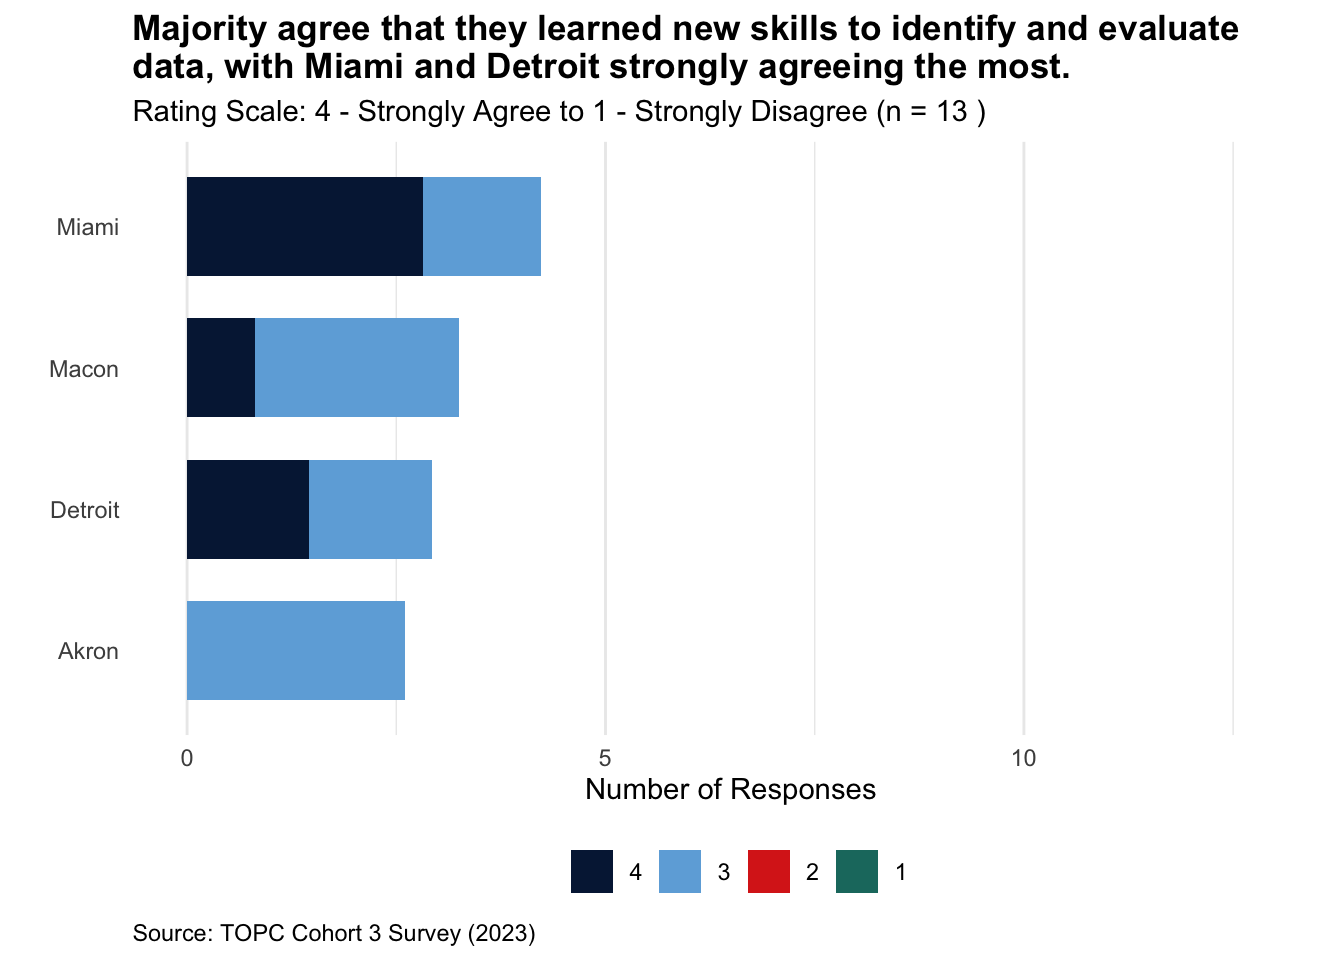 Majority agree that they learned new skills to identify and evaluate
data, with Miami and Detroit strongly agreeing the most.
Rating Scale: 4 - Strongly Agree to 1 - Strongly Disagree (n = 13 )
Miami
Macon
Detroit
Akron
0 5 10
Number of Responses
4 3 2 1
Source: TOPC Cohort 3 Survey (2023)